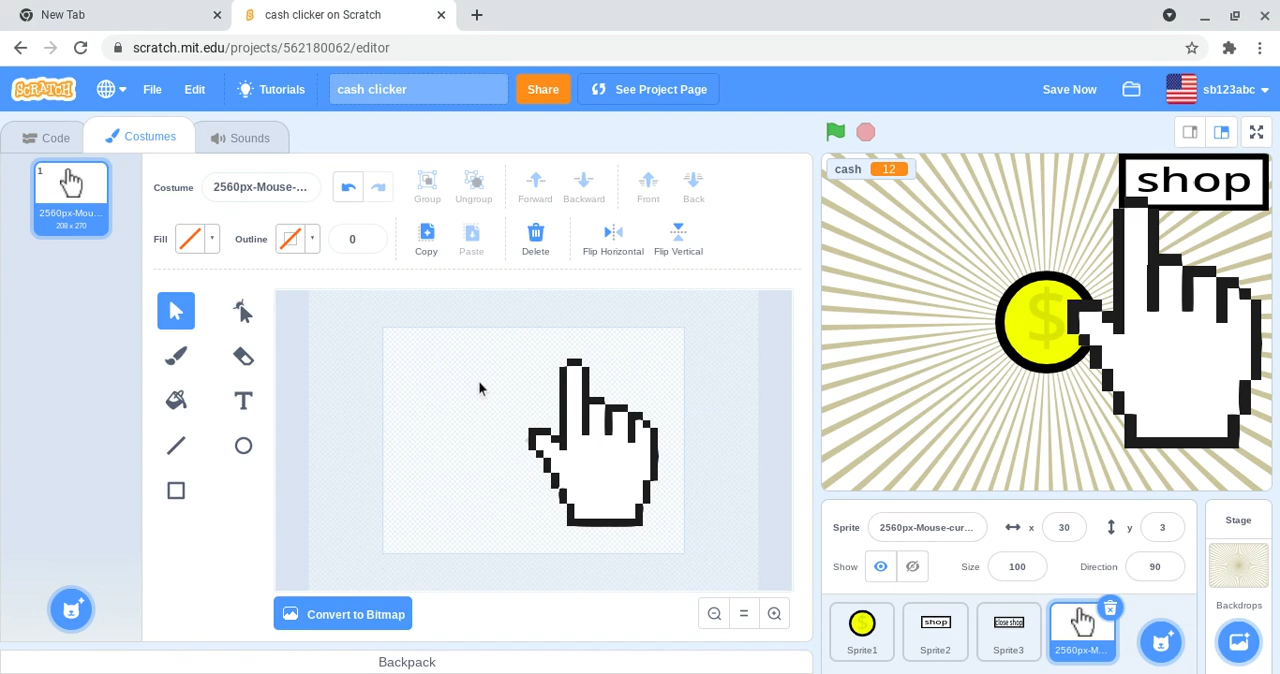 New Tab
cash clicker on Scratch
scratch.mit.edu/projects/562180062/editor
SCRATCH
File
Edit
Tutorials
cash clicker
Share
See Project Page
Save Now
sb123abc
Code
Costumes
Sounds
1
2560px-Mou...
208 x 270
Costume
2560px-Mouse-...
Group
Ungroup
Forward
Backward
Front
Back
Fill
Outline
0
Copy
Paste
Delete
Flip Horizontal
Flip Vertical
T
Convert to Bitmap
Backpack
cash 12
shop
$
Sprite
2560px-Mouse-cur...
x
30
y
3
Show
Size
100
Direction
90
$
Sprite1
shop
Sprite2
close shop
Sprite3
2560px-M...
Stage
Backdrops